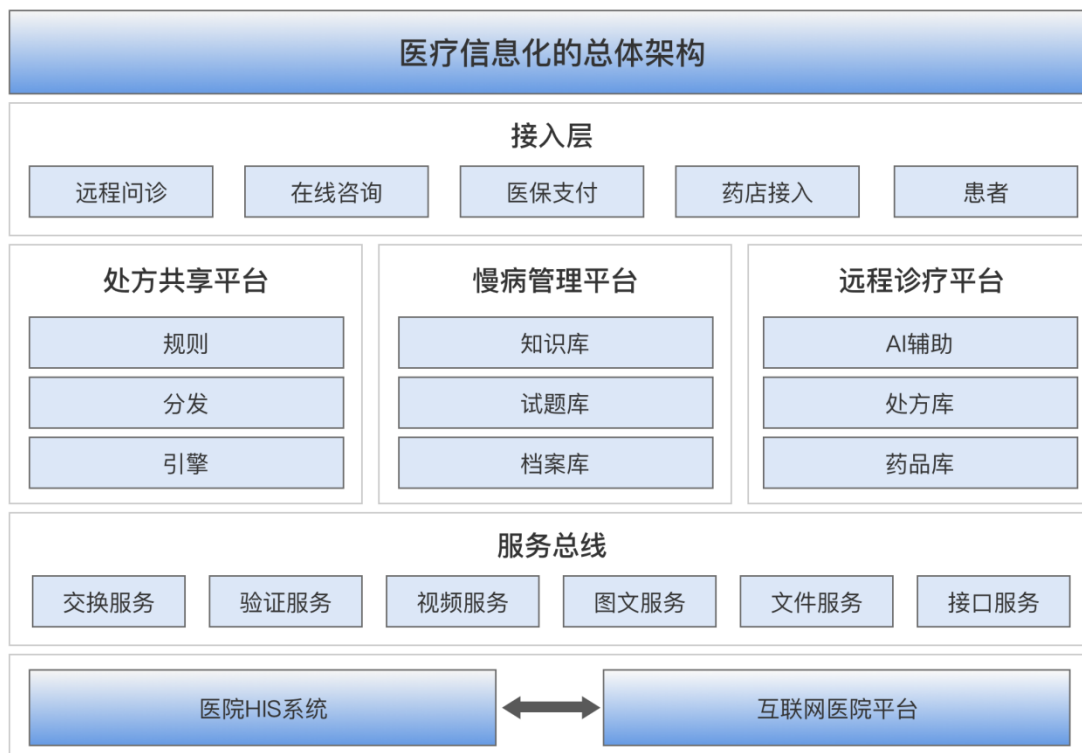 医疗信息化的总体架构
接入层
远程问诊
在线咨询
医保支付
药店接入
患者
处方共享平台
规则
分发
引擎
慢病管理平台
知识库
试题库
档案库
远程诊疗平台
AI辅助
处方库
药品库
服务总线
交换服务
验证服务
视频服务
图文服务
文件服务
接口服务
医院HIS系统
互联网医院平台